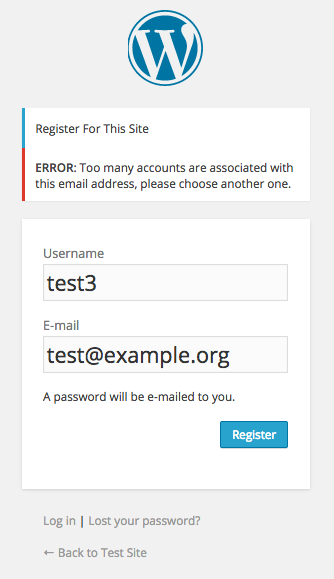 Register For This Site
ERROR: Too many accounts are associated with
this email address, please choose another one.
Username
test3
E-mail
test@example.org
A password will be e-mailed to you.
Register
Log in | Lost your password?
← Back to Test Site